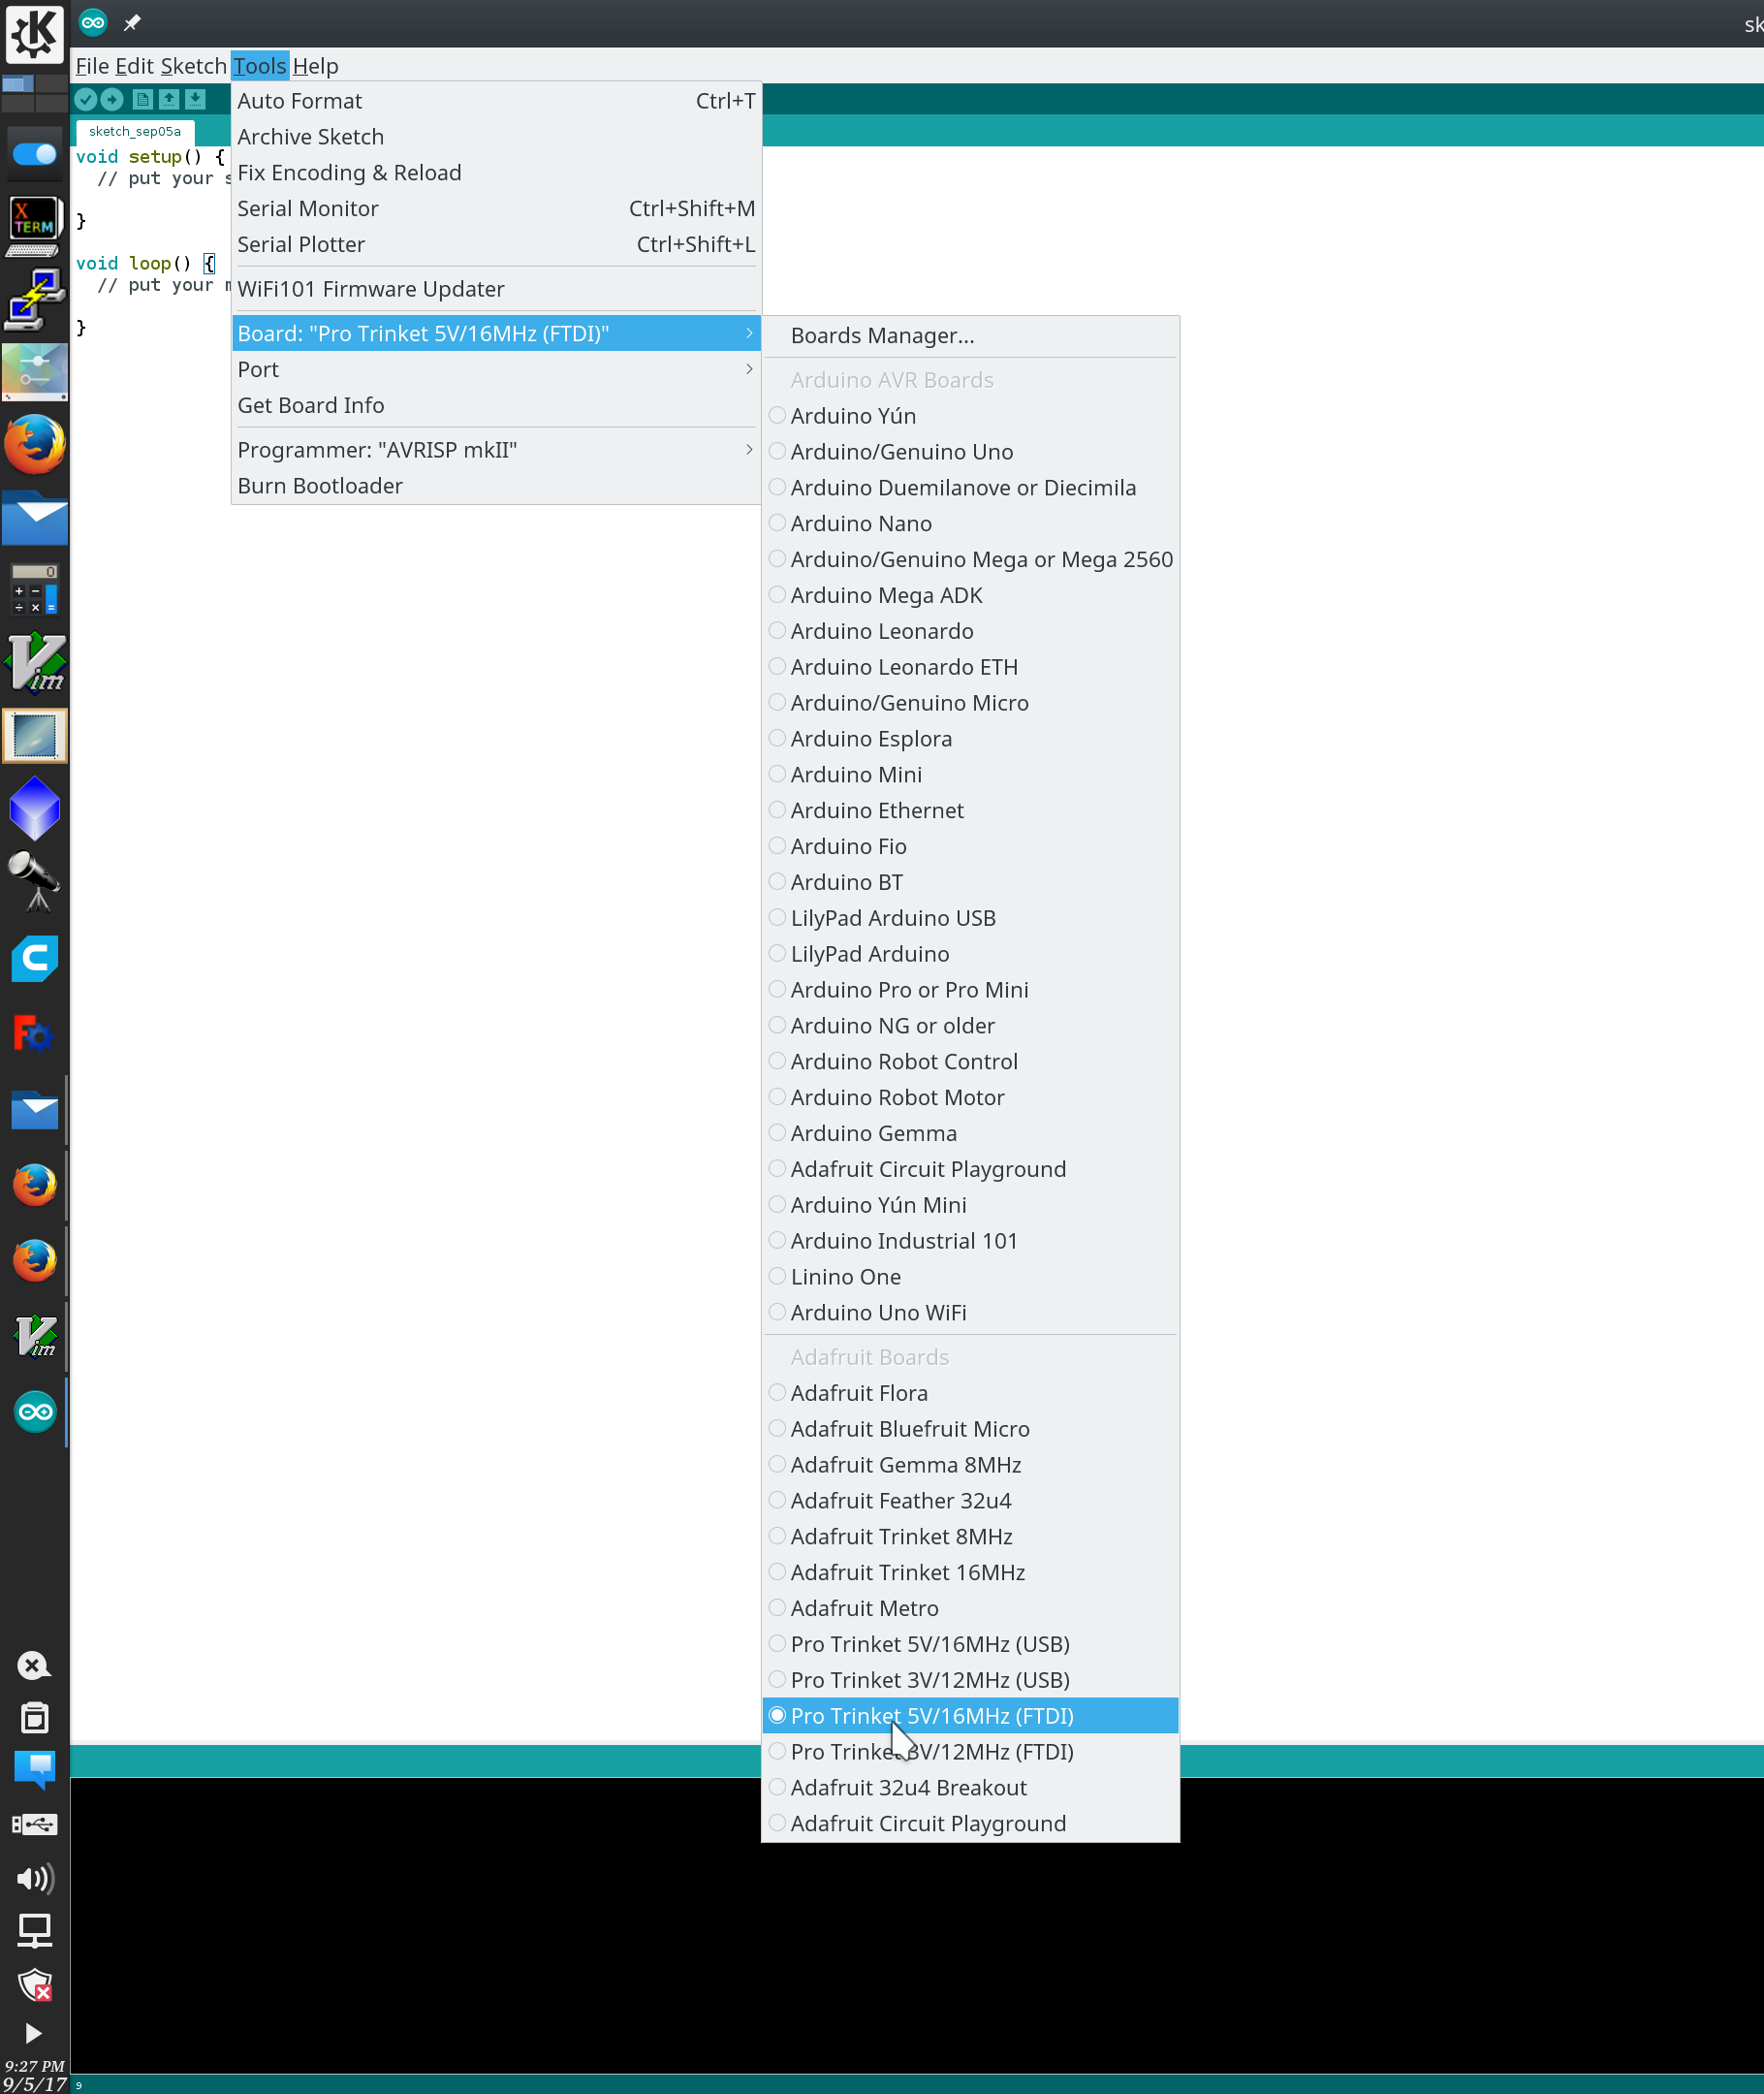 sk
File Edit Sketch Tools Help
sketch_sep05a
void setup() {
// put your s
}
void loop() {
// put your m
}
Auto Format Ctrl+T
Archive Sketch
Fix Encoding & Reload
Serial Monitor Ctrl+Shift+M
Serial Plotter Ctrl+Shift+L
WiFi101 Firmware Updater
Board: "Pro Trinket 5V/16MHz (FTDI)"
Port
Get Board Info
Programmer: "AVRISP mkII"
Burn Bootloader
Boards Manager...
Arduino AVR Boards
Arduino Yún
Arduino/Genuino Uno
Arduino Duemilanove or Diecimila
Arduino Nano
Arduino/Genuino Mega or Mega 2560
Arduino Mega ADK
Arduino Leonardo
Arduino Leonardo ETH
Arduino/Genuino Micro
Arduino Esplora
Arduino Mini
Arduino Ethernet
Arduino Fio
Arduino BT
LilyPad Arduino USB
LilyPad Arduino
Arduino Pro or Pro Mini
Arduino NG or older
Arduino Robot Control
Arduino Robot Motor
Arduino Gemma
Adafruit Circuit Playground
Arduino Yún Mini
Arduino Industrial 101
Linino One
Arduino Uno WiFi
Adafruit Boards
Adafruit Flora
Adafruit Bluefruit Micro
Adafruit Gemma 8MHz
Adafruit Feather 32u4
Adafruit Trinket 8MHz
Adafruit Trinket 16MHz
Adafruit Metro
Pro Trinket 5V/16MHz (USB)
Pro Trinket 3V/12MHz (USB)
Pro Trinket 5V/16MHz (FTDI)
Pro Trinket 3V/12MHz (FTDI)
Adafruit 32u4 Breakout
Adafruit Circuit Playground
X
TERM
0
Vim
Vim
9:27 PM
9/5/17
9